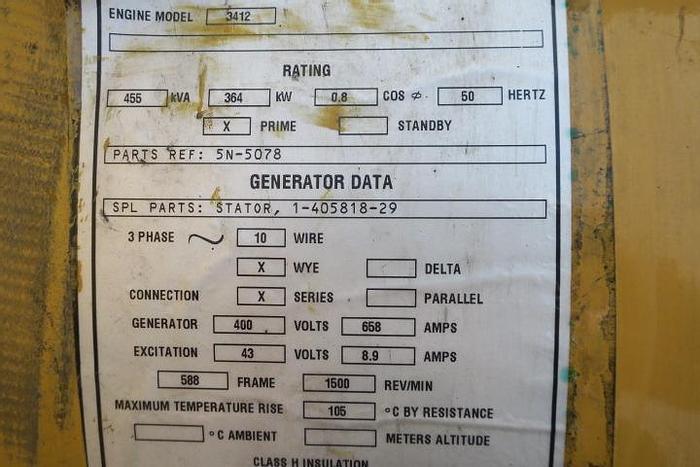 ENGINE MODEL 3412
RATING
455 kVA 364 kW 0.8 COS ⌀ 50 HERTZ
X PRIME STANDBY
PARTS REF: 5N-5078
GENERATOR DATA
SPL PARTS: STATOR, 1-405818-29
3 PHASE ~ 10 WIRE
X WYE DELTA
CONNECTION X SERIES PARALLEL
GENERATOR 400 VOLTS 658 AMPS
EXCITATION 43 VOLTS 8.9 AMPS
588 FRAME 1500 REV/MIN
MAXIMUM TEMPERATURE RISE 105 °C BY RESISTANCE
°C AMBIENT METERS ALTITUDE
CLASS H INSULATION